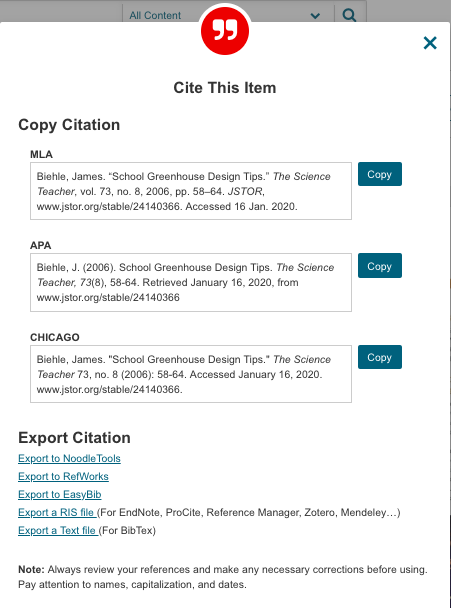 All Content
Cite This Item
Copy Citation
MLA
Biehle, James. “School Greenhouse Design Tips.” The Science
Teacher, vol. 73, no. 8, 2006, pp. 58–64. JSTOR,
www.jstor.org/stable/24140366. Accessed 16 Jan. 2020.
Copy
APA
Biehle, J. (2006). School Greenhouse Design Tips. The Science
Teacher, 73(8), 58-64. Retrieved January 16, 2020, from
www.jstor.org/stable/24140366
Copy
CHICAGO
Biehle, James. "School Greenhouse Design Tips." The Science
Teacher 73, no. 8 (2006): 58-64. Accessed January 16, 2020.
www.jstor.org/stable/24140366.
Copy
Export Citation
Export to NoodleTools
Export to RefWorks
Export to EasyBib
Export a RIS file (For EndNote, ProCite, Reference Manager, Zotero, Mendeley…)
Export a Text file (For BibTex)
Note: Always review your references and make any necessary corrections before using.
Pay attention to names, capitalization, and dates.